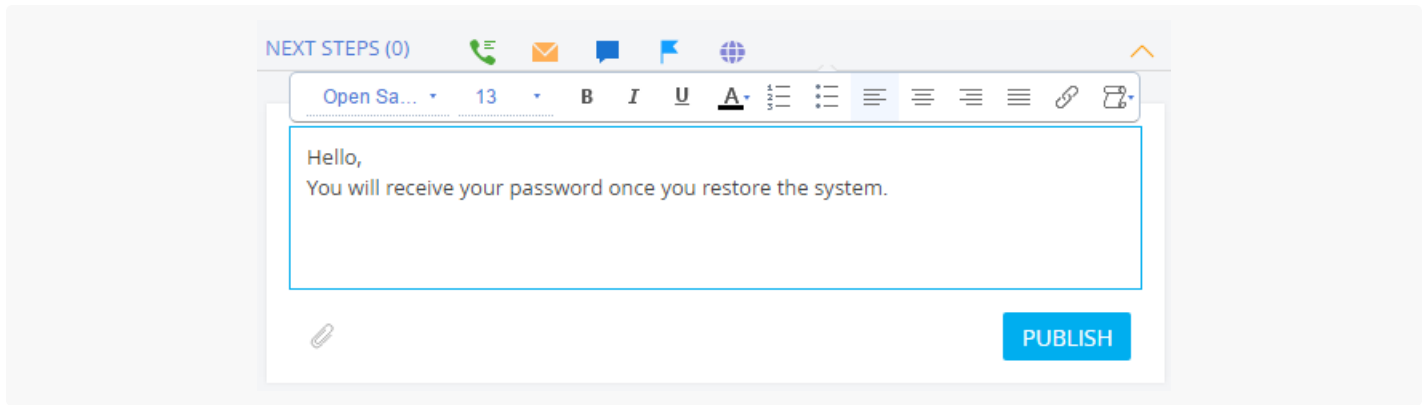 NEXT STEPS (0)
Open Sa... 13 B I U A
Hello,
You will receive your password once you restore the system.
PUBLISH